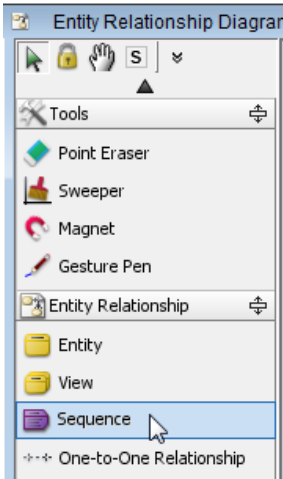 Entity Relationship Diagram
S
Tools
Point Eraser
Sweeper
Magnet
Gesture Pen
Entity Relationship
Entity
View
Sequence
One-to-One Relationship